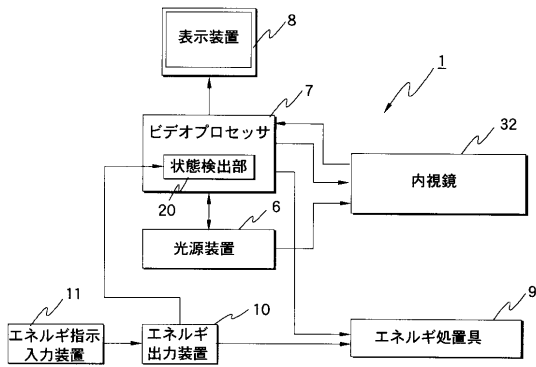 表示装置
8
7
1
ビデオプロセッサ
32
状態検出部
内視鏡
20
6
光源装置
11
10
9
エネルギ指示
入力装置
エネルギ
出力装置
エネルギ処置具